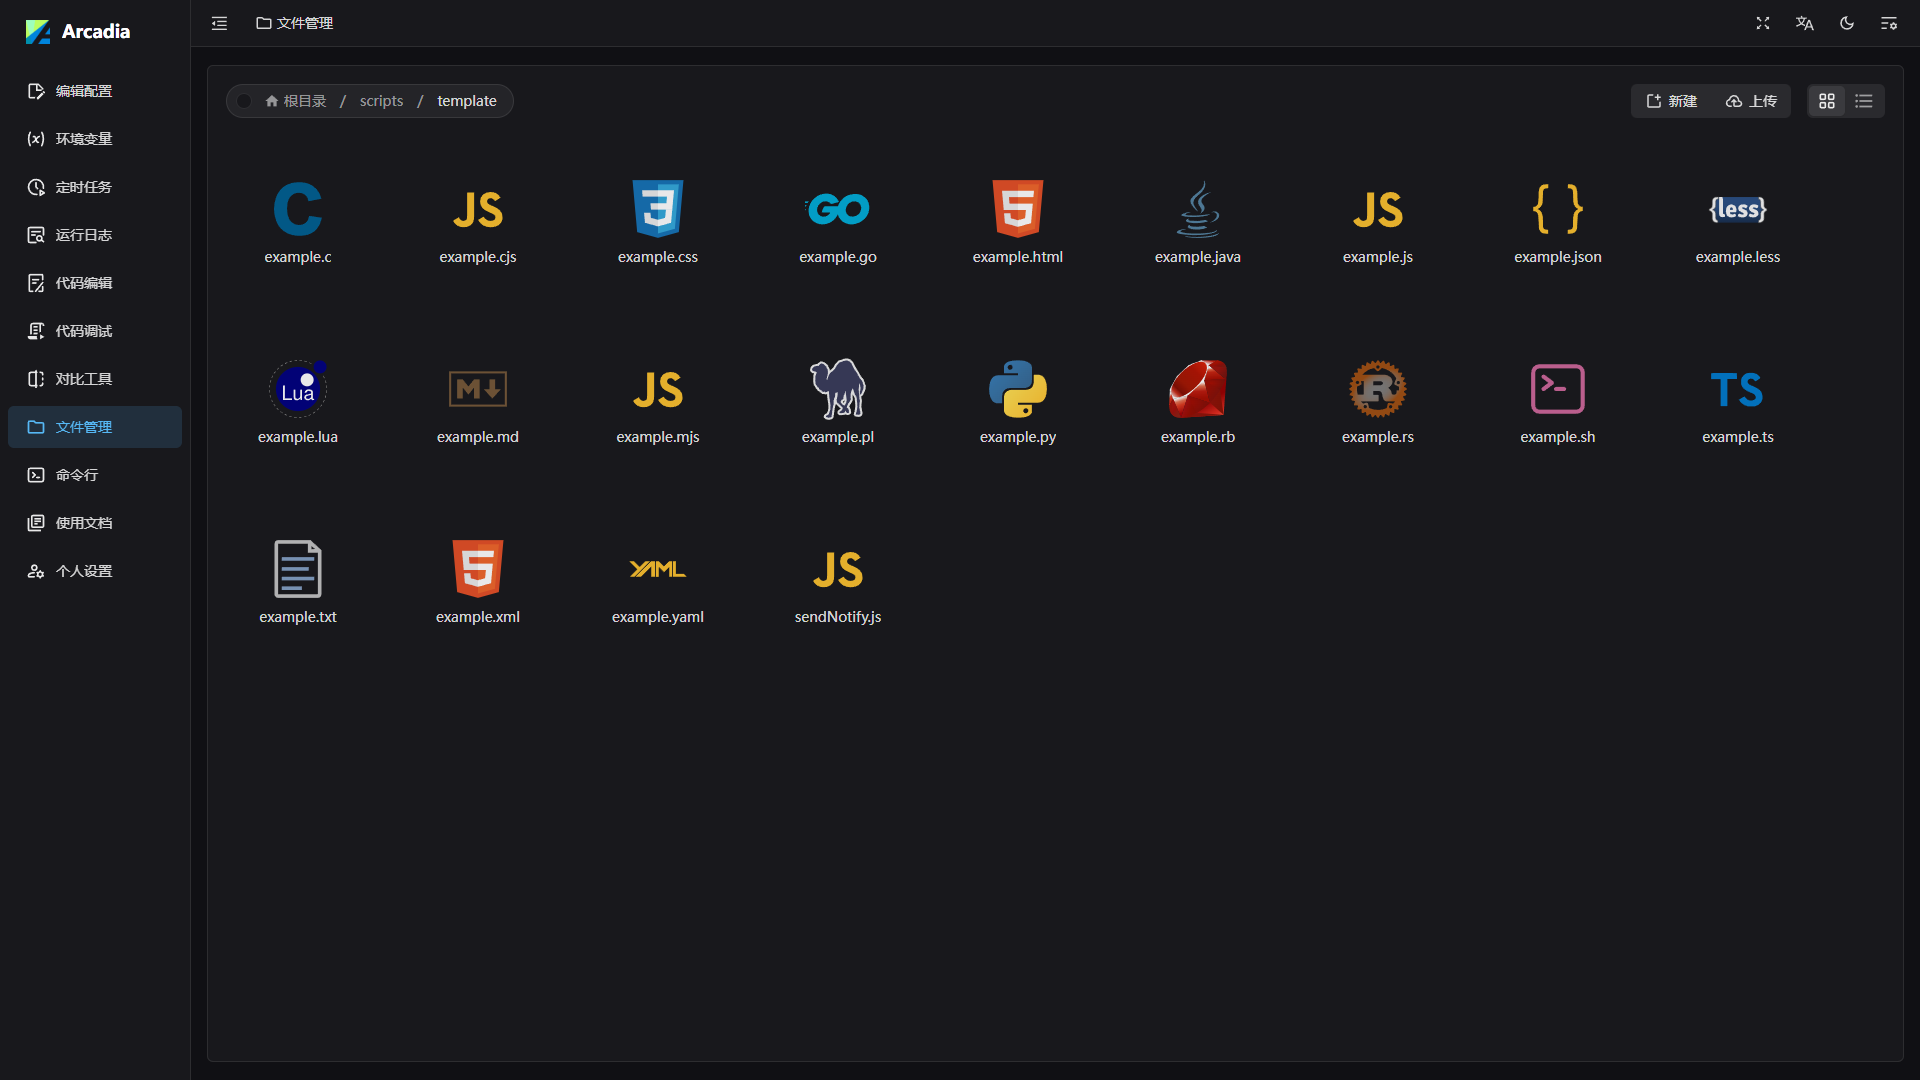 Arcadia
文件管理
编辑配置
环境变量
定时任务
运行日志
代码编辑
代码调试
对比工具
文件管理
命令行
使用文档
个人设置
根目录 / scripts / template
新建 上传
example.c example.cjs example.css example.go example.html example.java example.js example.json example.less
example.lua example.md example.mjs example.pl example.py example.rb example.rs example.sh example.ts
example.txt example.xml example.yaml sendNotify.js
C JS 3 GO 5 JS { } {less}
Lua M JS R >- TS
5 YAML JS